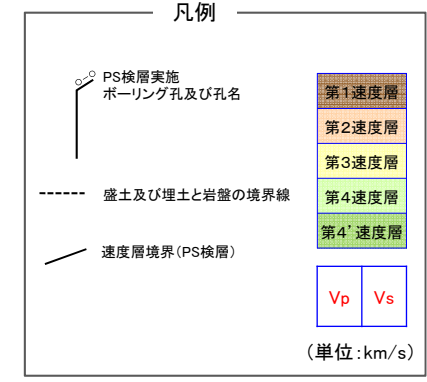 凡例
○-○
PS検層実施
ボーリング孔及び孔名
盛土及び埋土と岩盤の境界線
速度層境界(PS検層)
第1速度層
第2速度層
第3速度層
第4速度層
第4’速度層
Vp Vs
(単位:km/s)